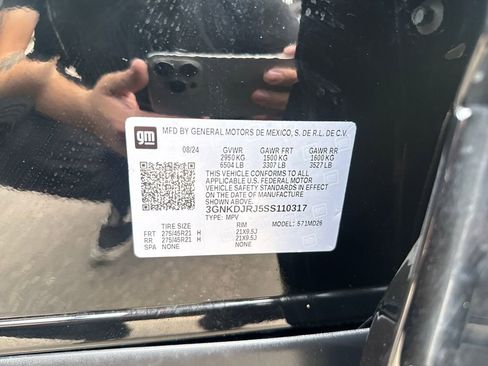 gm
MFD BY GENERAL MOTORS DE MEXICO, S. DE R.L. DE C.V.
08/24 GVWR GAWR FRT GAWR RR
2950 KG 1500 KG 1600 KG
6504 LB 3307 LB 3527 LB
THIS VEHICLE CONFORMS TO ALL
APPLICABLE U.S. FEDERAL MOTOR
VEHICLE SAFETY STANDARDS IN EFFECT
ON THE DATE OF MANUFACTURE
SHOWN ABOVE.
3GNKDJRJ5SS110317
TYPE: MPV MODEL: 571MD26
TIRE SIZE RIM
FRT 275/45R21 H 21X9.5J
RR 275/45R21 H 21X9.5J
SPA NONE NONE